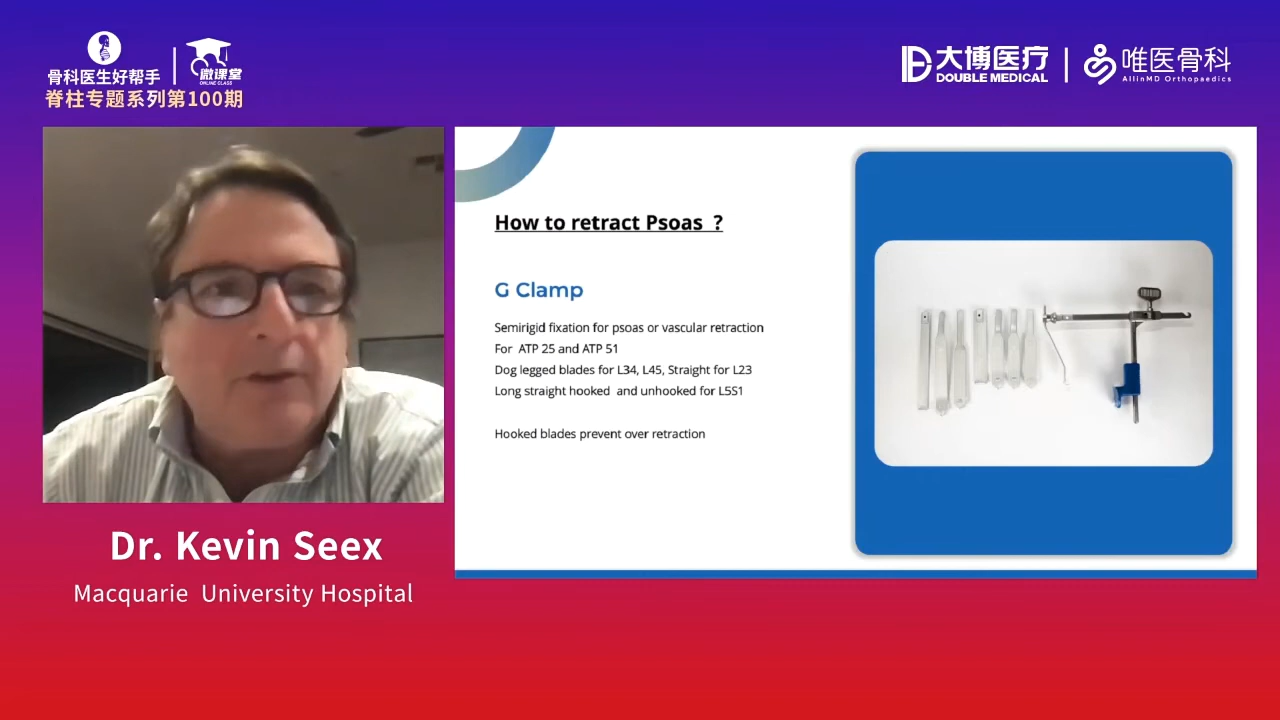 骨科医生好帮手
微课堂
ONLINE CLASS
脊柱专题系列第100期
大博医疗
DOUBLE MEDICAL
唯医骨科
AllinMD Orthopaedics
How to retract Psoas ?
G Clamp
Semirigid fixation for psoas or vascular retraction
For ATP 25 and ATP 51
Dog legged blades for L34, L45, Straight for L23
Long straight hooked and unhooked for L5S1
Hooked blades prevent over retraction
Dr. Kevin Seex
Macquarie University Hospital